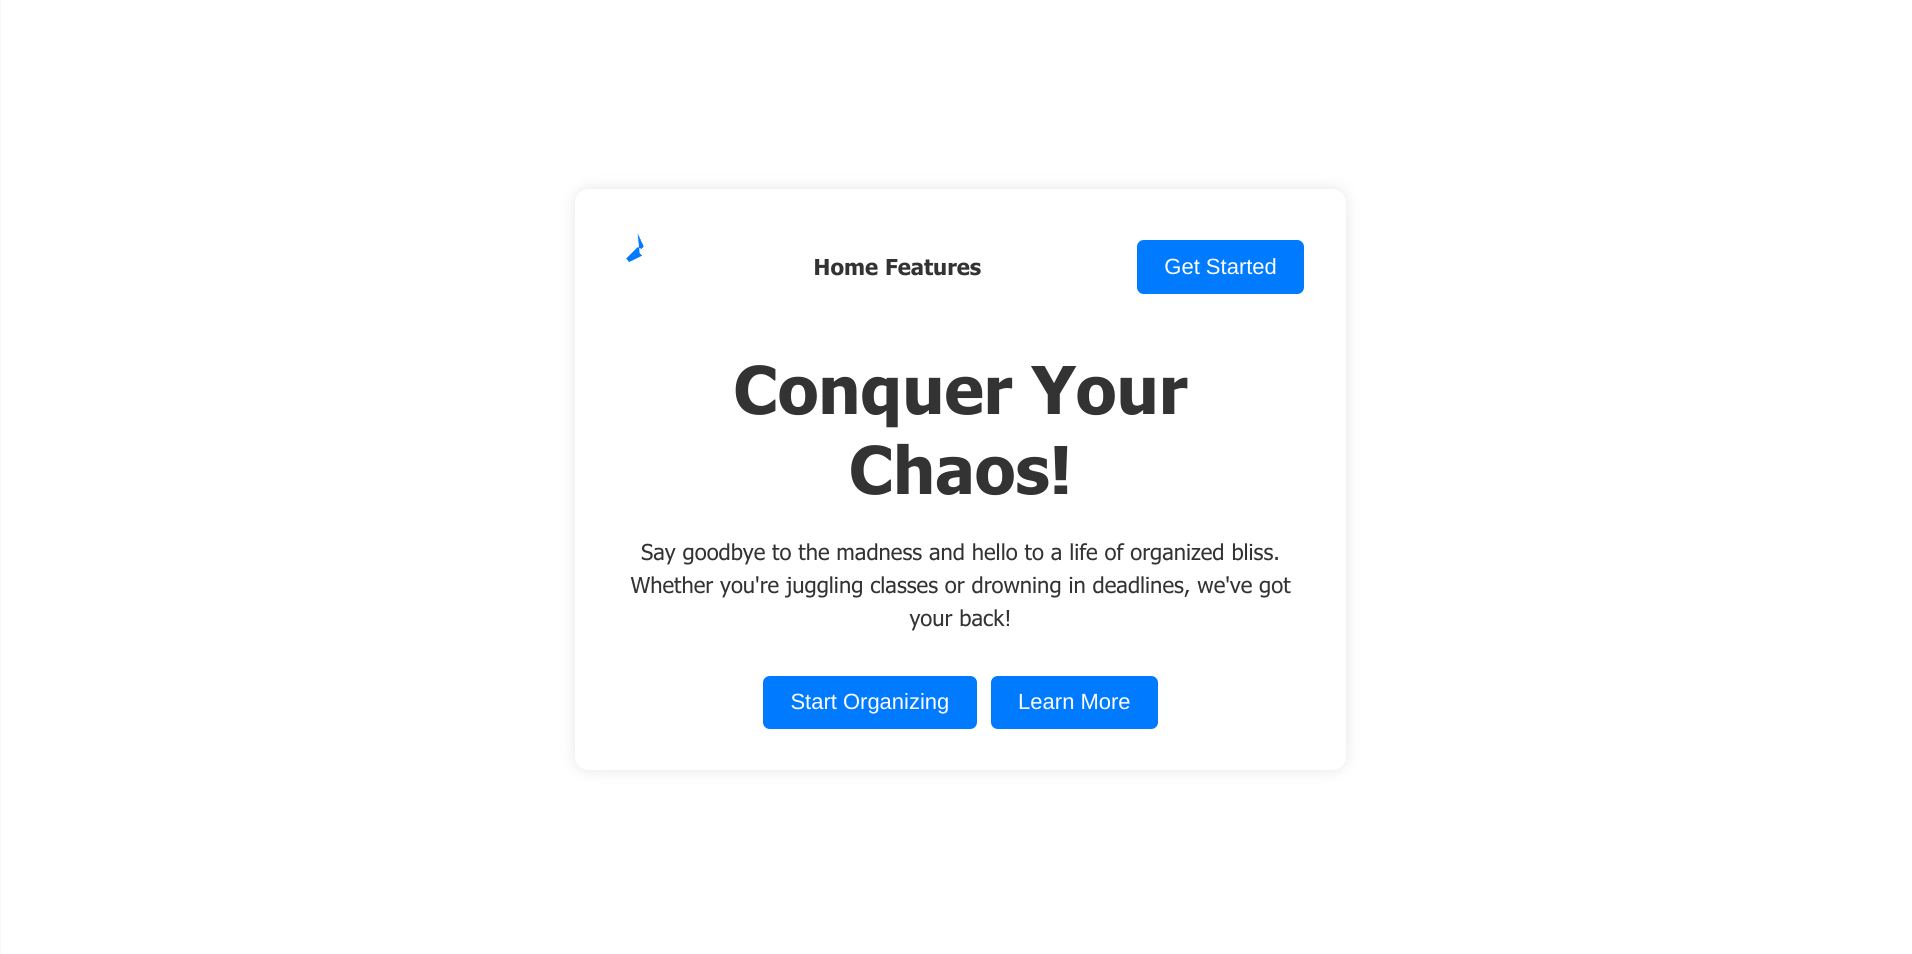 Home Features
Get Started
Conquer Your
Chaos!
Say goodbye to the madness and hello to a life of organized bliss.
Whether you're juggling classes or drowning in deadlines, we've got
your back!
Start Organizing
Learn More